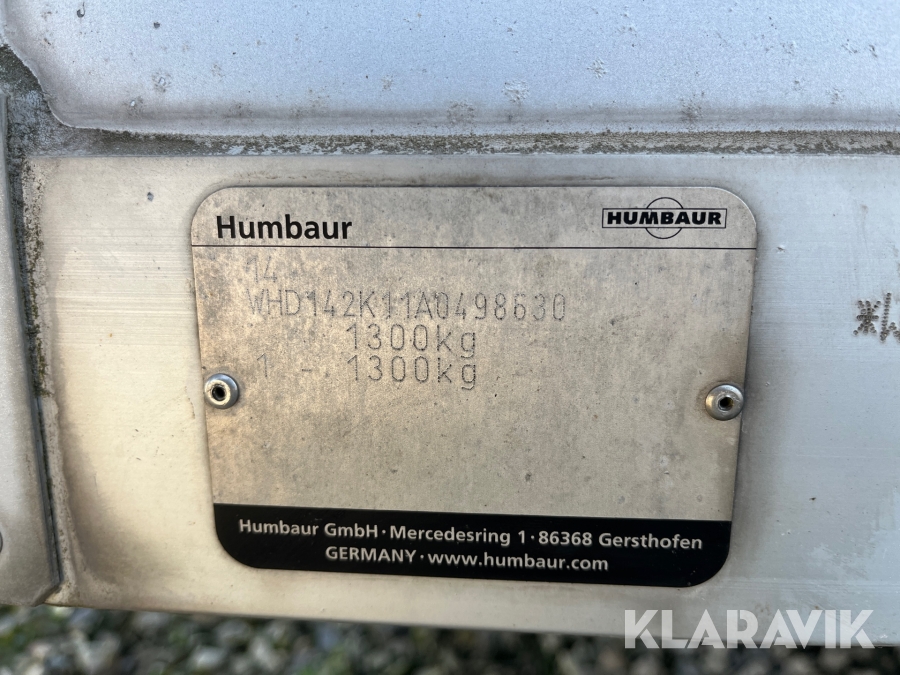 Humbaur
HUMBAUR
14
WHD142K11A0498630
1300kg
1 - 1300kg
Humbaur GmbH · Mercedesring 1 · 86368 Gersthofen
GERMANY · www.humbaur.com
KLARAVIK